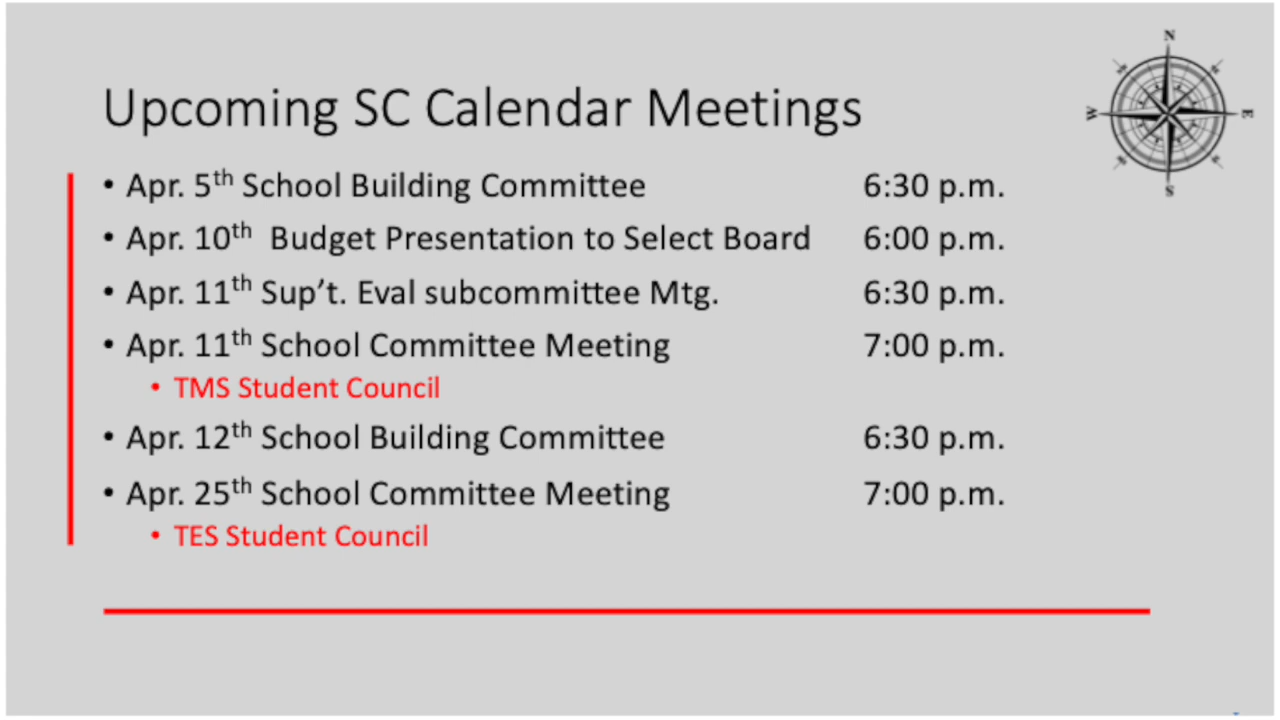 N
W
E
S
Upcoming SC Calendar Meetings
• Apr. 5th School Building Committee 6:30 p.m.
• Apr. 10th Budget Presentation to Select Board 6:00 p.m.
• Apr. 11th Sup’t. Eval subcommittee Mtg. 6:30 p.m.
• Apr. 11th School Committee Meeting 7:00 p.m.
• TMS Student Council
• Apr. 12th School Building Committee 6:30 p.m.
• Apr. 25th School Committee Meeting 7:00 p.m.
• TES Student Council